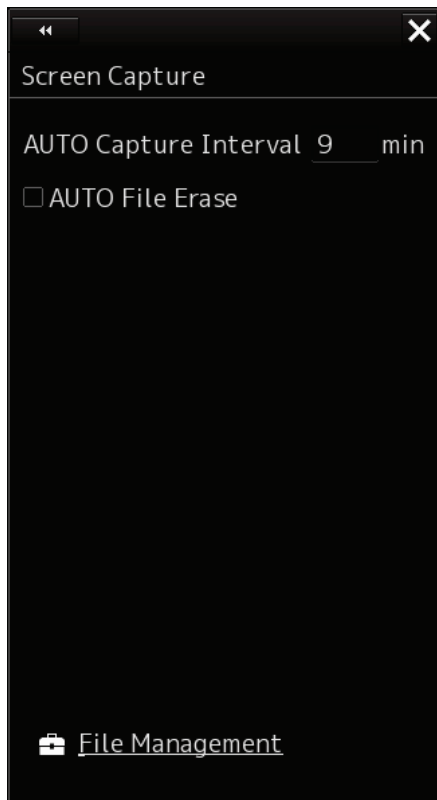 Screen Capture
AUTO Capture Interval 9 min
AUTO File Erase
File Management